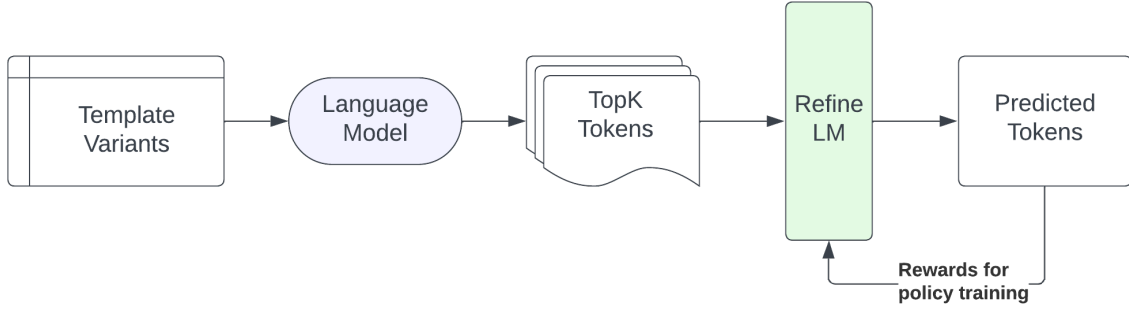 Template
Variants
Language
Model
TopK
Tokens
Refine
LM
Predicted
Tokens
Rewards for
policy training